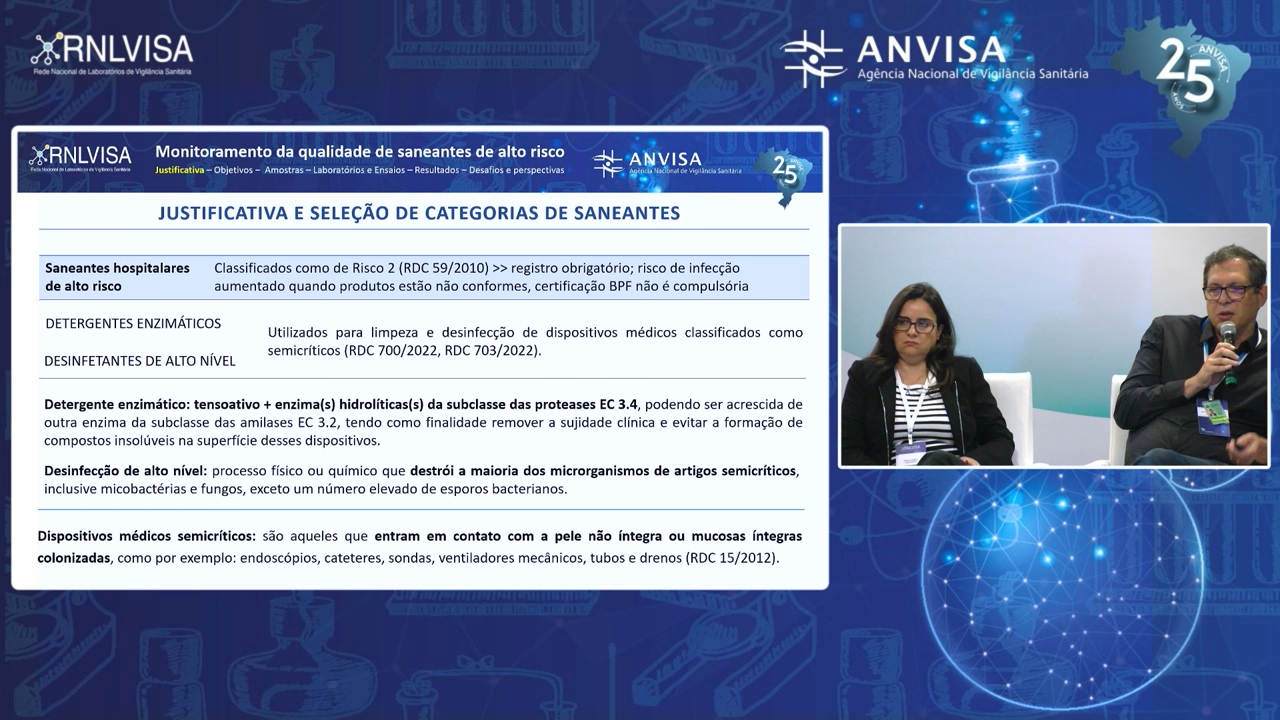 RNLVISA
Rede Nacional de Laboratórios de Vigilância Sanitária
ANVISA
Agência Nacional de Vigilância Sanitária
25
ANVISA
ANOS
RNLVISA
Rede Nacional de Laboratórios de Vigilância Sanitária
Monitoramento da qualidade de saneantes de alto risco
Justificativa – Objetivos – Amostras – Laboratórios e Ensaios – Resultados – Desafios e perspectivas
ANVISA
Agência Nacional de Vigilância Sanitária
25
JUSTIFICATIVA E SELEÇÃO DE CATEGORIAS DE SANEANTES
Saneantes hospitalares
de alto risco
Classificados como de Risco 2 (RDC 59/2010) >> registro obrigatório; risco de infecção
aumentado quando produtos estão não conformes, certificação BPF não é compulsória
DETERGENTES ENZIMÁTICOS
DESINFETANTES DE ALTO NÍVEL
Utilizados para limpeza e desinfecção de dispositivos médicos classificados como
semicríticos (RDC 700/2022, RDC 703/2022).
Detergente enzimático: tensoativo + enzima(s) hidrolíticas(s) da subclasse das proteases EC 3.4, podendo ser acrescida de
outra enzima da subclasse das amilases EC 3.2, tendo como finalidade remover a sujidade clínica e evitar a formação de
compostos insolúveis na superfície desses dispositivos.
Desinfecção de alto nível: processo físico ou químico que destrói a maioria dos microrganismos de artigos semicríticos,
inclusive micobactérias e fungos, exceto um número elevado de esporos bacterianos.
Dispositivos médicos semicríticos: são aqueles que entram em contato com a pele não íntegra ou mucosas íntegras
colonizadas, como por exemplo: endoscópios, cateteres, sondas, ventiladores mecânicos, tubos e drenos (RDC 15/2012).